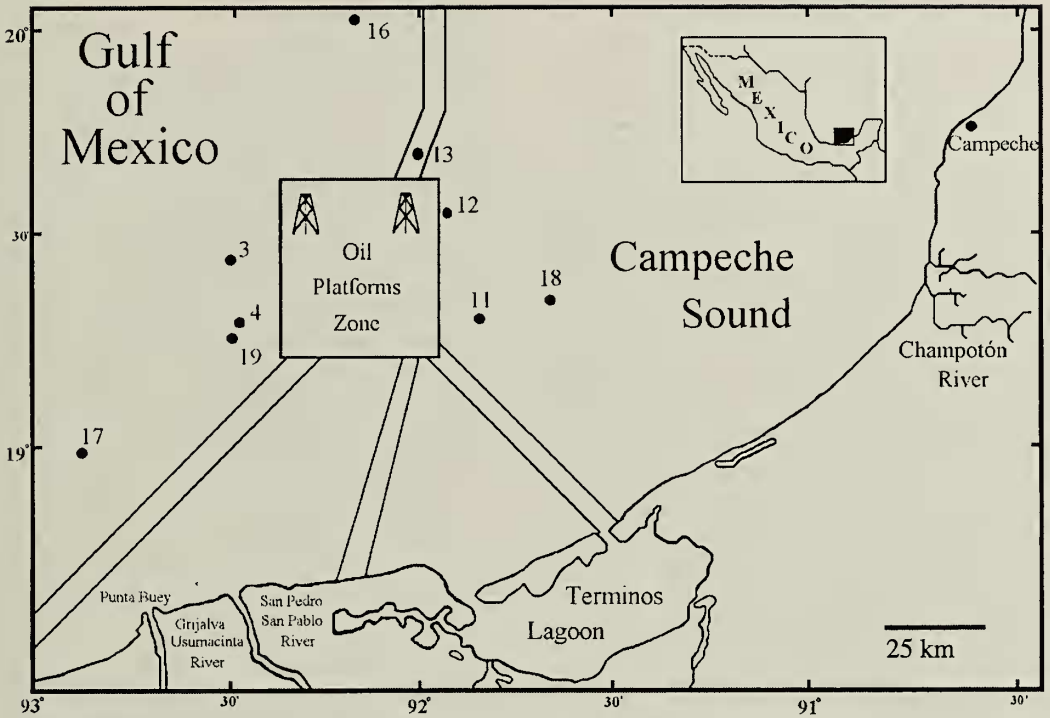 20°
Gulf
of
Mexico
16
M
E
X
I
C
O
Campeche
13
12
30'
3
Oil
Platforms
Zone
4
19
11
18
Campeche
Sound
Champotón
River
17
19°
Punta Buey
Grijalva
Usumacinta
River
San Pedro
San Pablo
River
Terminos
Lagoon
25 km
93°
30'
92°
30'
91°
30'